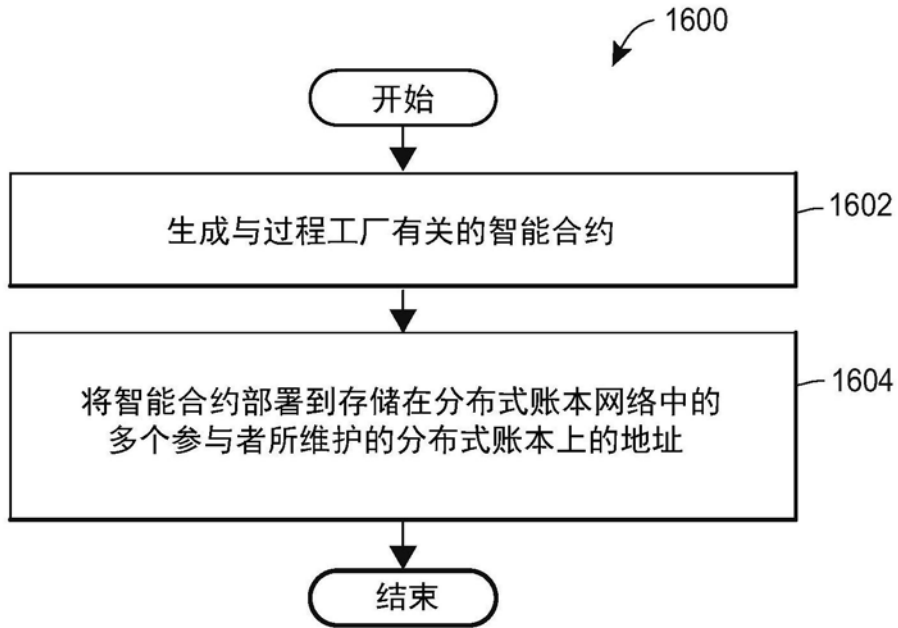 1600
开始
生成与过程工厂有关的智能合约
1602
将智能合约部署到存储在分布式账本网络中的
多个参与者所维护的分布式账本上的地址
1604
结束